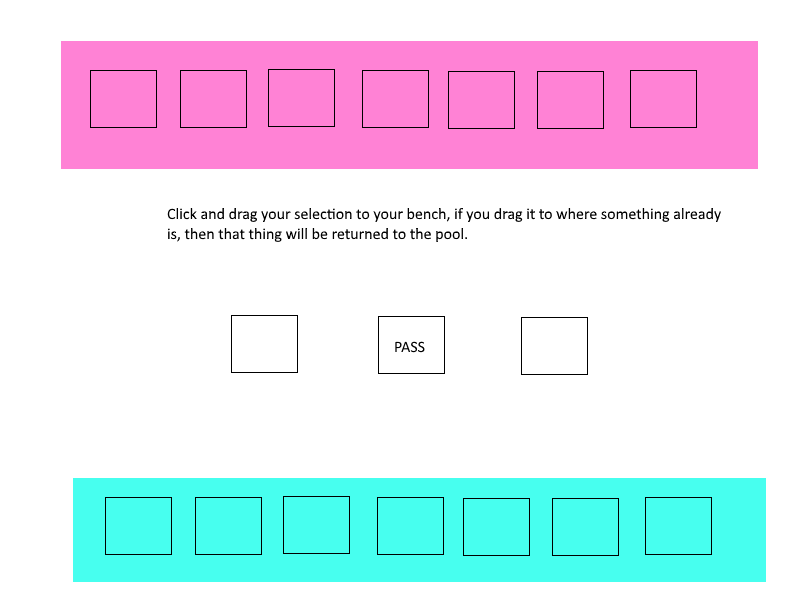 Click and drag your selection to your bench, if you drag it to where something already
is, then that thing will be returned to the pool.
PASS